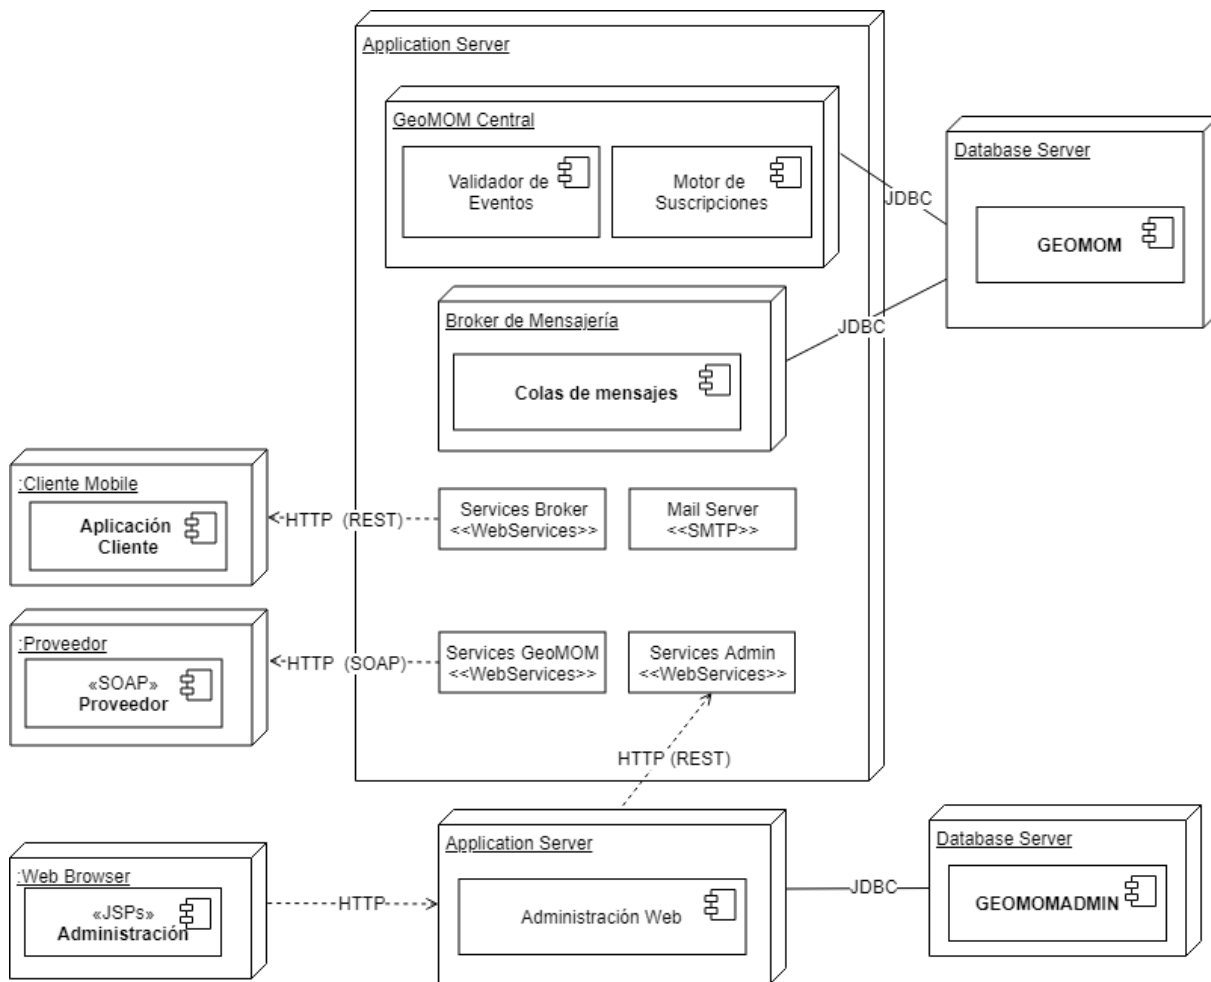 Application Server
GeoMOM Central
Validador de
Eventos
Motor de
Suscripciones
JDBC
Database Server
GEOMOM
Broker de Mensajería
Colas de mensajes
JDBC
:Cliente Mobile
Aplicación
Cliente
HTTP (REST)
Services Broker
<<WebServices>>
Mail Server
<<SMTP>>
:Proveedor
«SOAP»
Proveedor
HTTP (SOAP)
Services GeoMOM
<<WebServices>>
Services Admin
<<WebServices>>
HTTP (REST)
:Web Browser
«JSPs»
Administración
HTTP
Application Server
Administración Web
JDBC
Database Server
GEOMOMADMIN